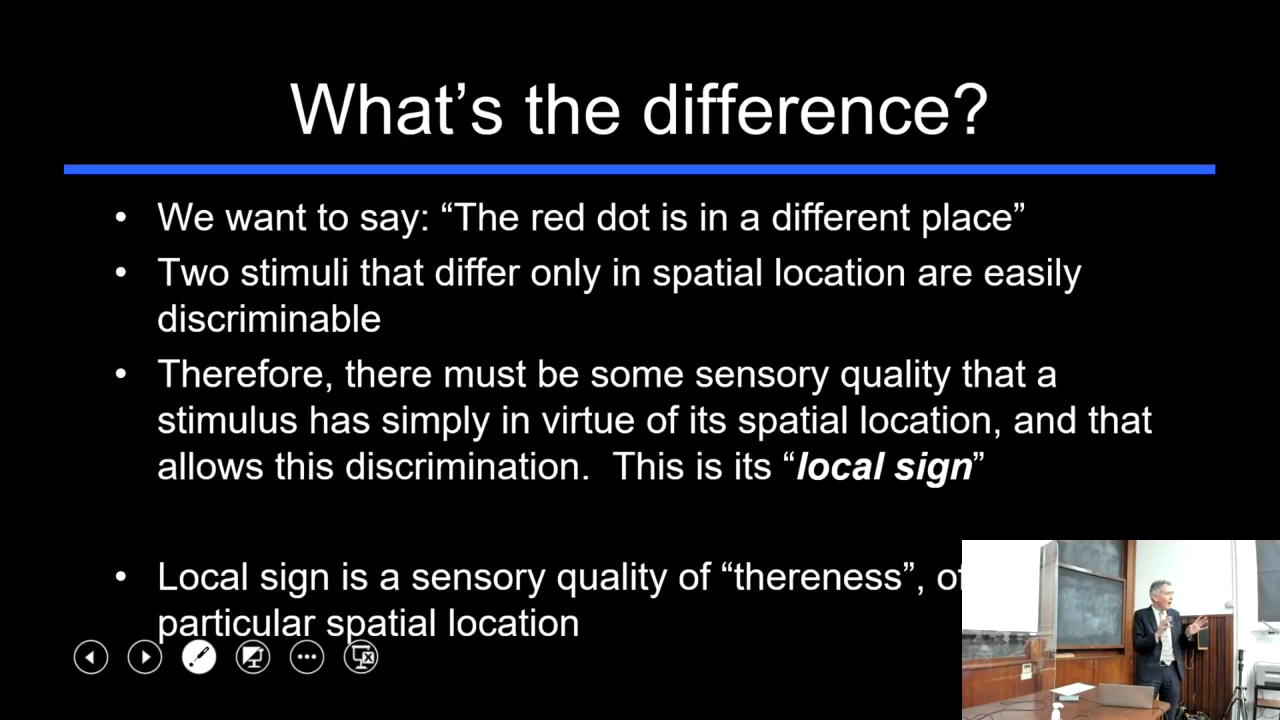 What’s the difference?
• We want to say: “The red dot is in a different place”
• Two stimuli that differ only in spatial location are easily
discriminable
• Therefore, there must be some sensory quality that a
stimulus has simply in virtue of its spatial location, and that
allows this discrimination.  This is its “local sign”
• Local sign is a sensory quality of “thereness”,
particular spatial location